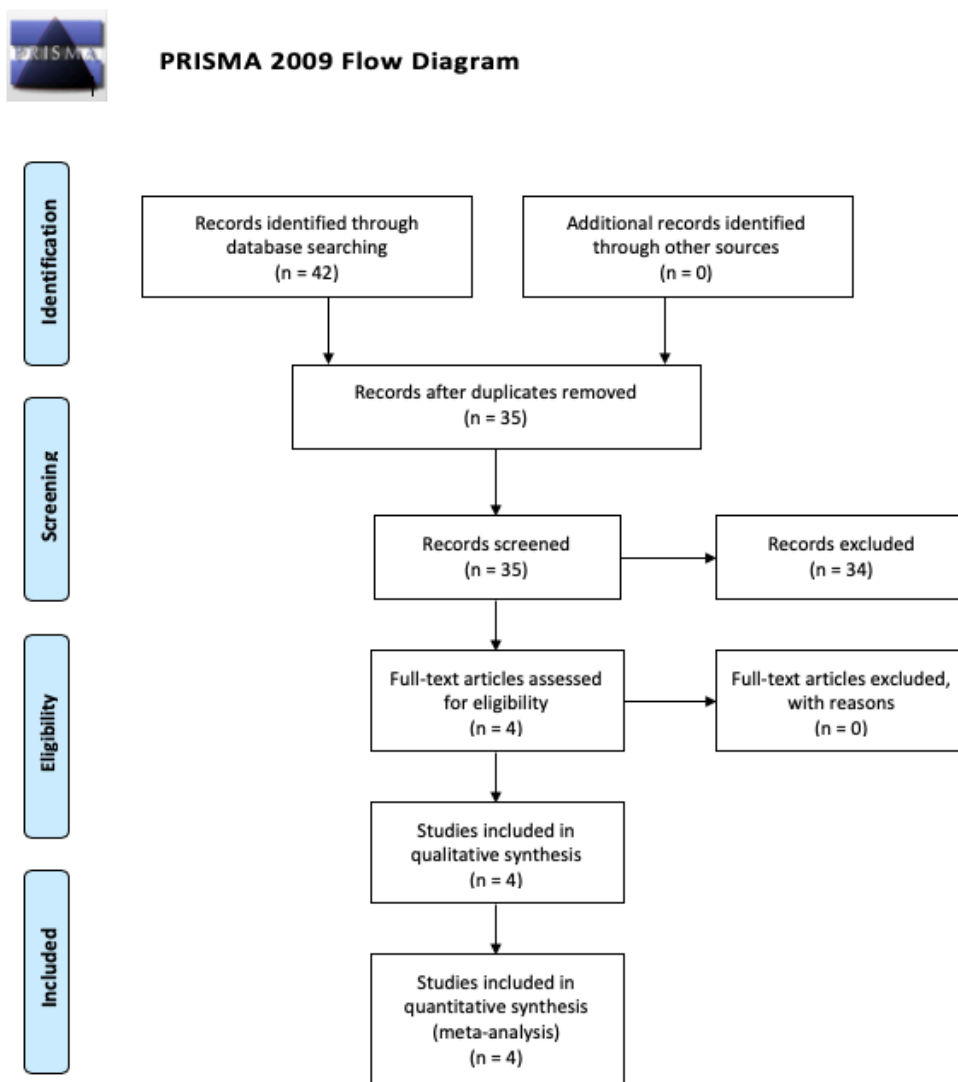 PRISMA
PRISMA 2009 Flow Diagram
Identification
Records identified through
database searching
(n = 42)
Additional records identified
through other sources
(n = 0)
Records after duplicates removed
(n = 35)
Screening
Records screened
(n = 35)
Records excluded
(n = 34)
Eligibility
Full-text articles assessed
for eligibility
(n = 4)
Full-text articles excluded,
with reasons
(n = 0)
Studies included in
qualitative synthesis
(n = 4)
Included
Studies included in
quantitative synthesis
(meta-analysis)
(n = 4)